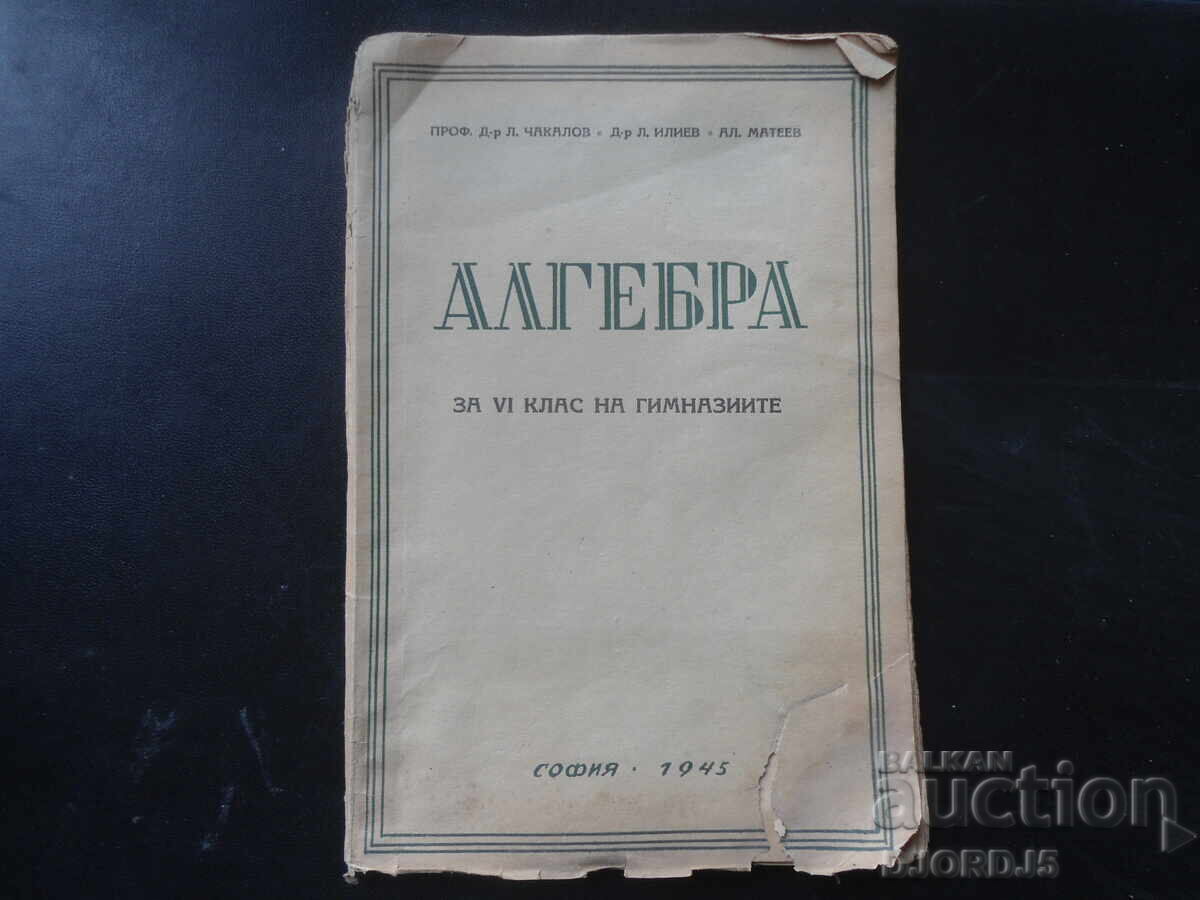 ПРОФ. Д-р Л. ЧАКАЛОВ • Д-р Л. ИЛИЕВ • АЛ. МАТЕЕВ
АЛГЕБРА
ЗА VI КЛАС НА ГИМНАЗИИТЕ
СОФИЯ • 1945
BALKAN
auction
DJORDJ5